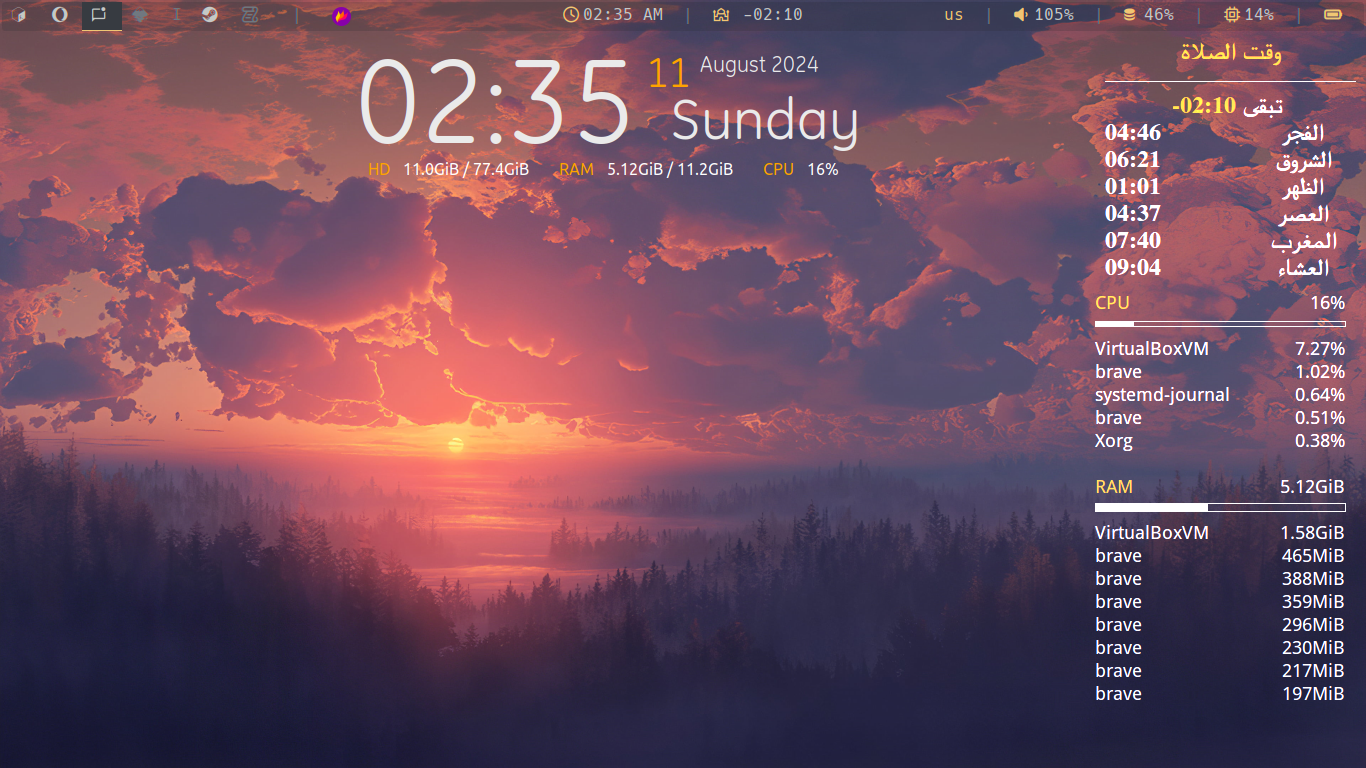 02:35 AM | -02:10
us | 105% | 46% | 14% |
02:35 11 August 2024
Sunday
HD 11.0GiB / 77.4GiB RAM 5.12GiB / 11.2GiB CPU 16%
وقت الصلاة
تبقى -02:10
الفجر 04:46
الشروق 06:21
الظهر 01:01
العصر 04:37
المغرب 07:40
العشاء 09:04
CPU 16%
VirtualBoxVM 7.27%
brave 1.02%
systemd-journal 0.64%
brave 0.51%
Xorg 0.38%
RAM 5.12GiB
VirtualBoxVM 1.58GiB
brave 465MiB
brave 388MiB
brave 359MiB
brave 296MiB
brave 230MiB
brave 217MiB
brave 197MiB